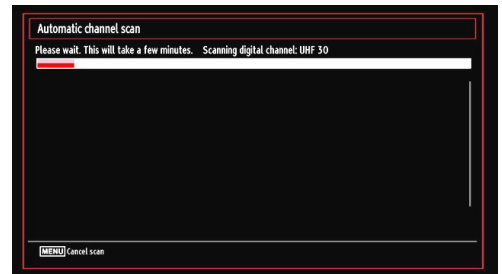 Automatic channel scan
Please wait. This will take a few minutes. Scanning digital channel: UHF 30
MENU Cancel scan